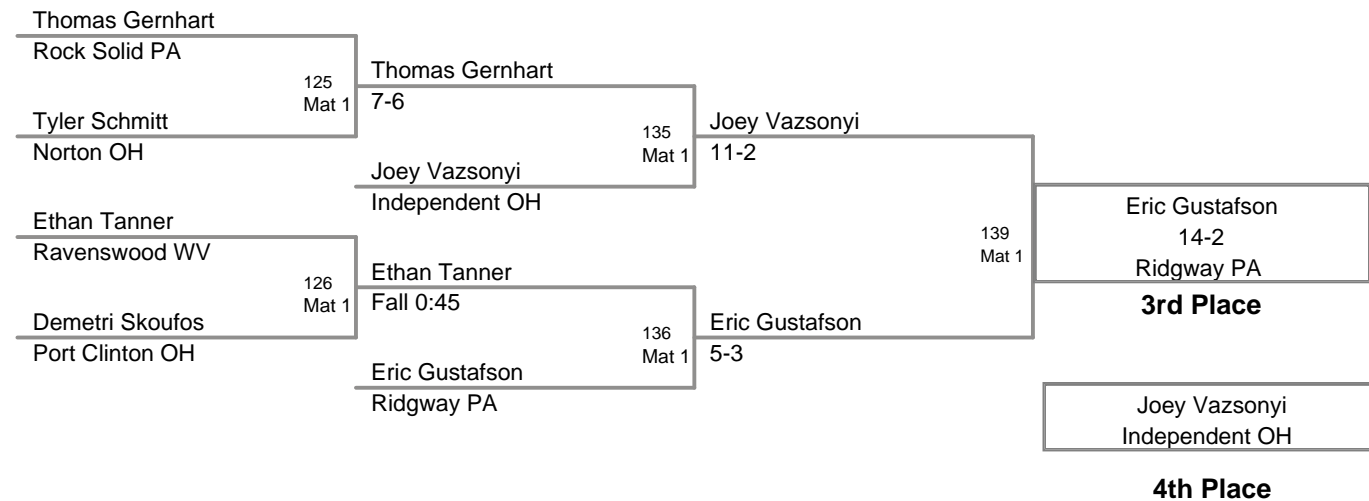 Thomas Gernhart
Rock Solid PA
125
Mat 1
Tyler Schmitt
Norton OH
Ethan Tanner
Ravenswood WV
126
Mat 1
Demetri Skoufos
Port Clinton OH
Thomas Gernhart
7-6
135
Mat 1
Joey Vazsonyi
Independent OH
Ethan Tanner
Fall 0:45
136
Mat 1
Eric Gustafson
Ridgway PA
Joey Vazsonyi
11-2
139
Mat 1
Eric Gustafson
5-3
Eric Gustafson
14-2
Ridgway PA
3rd Place
Joey Vazsonyi
Independent OH
4th Place